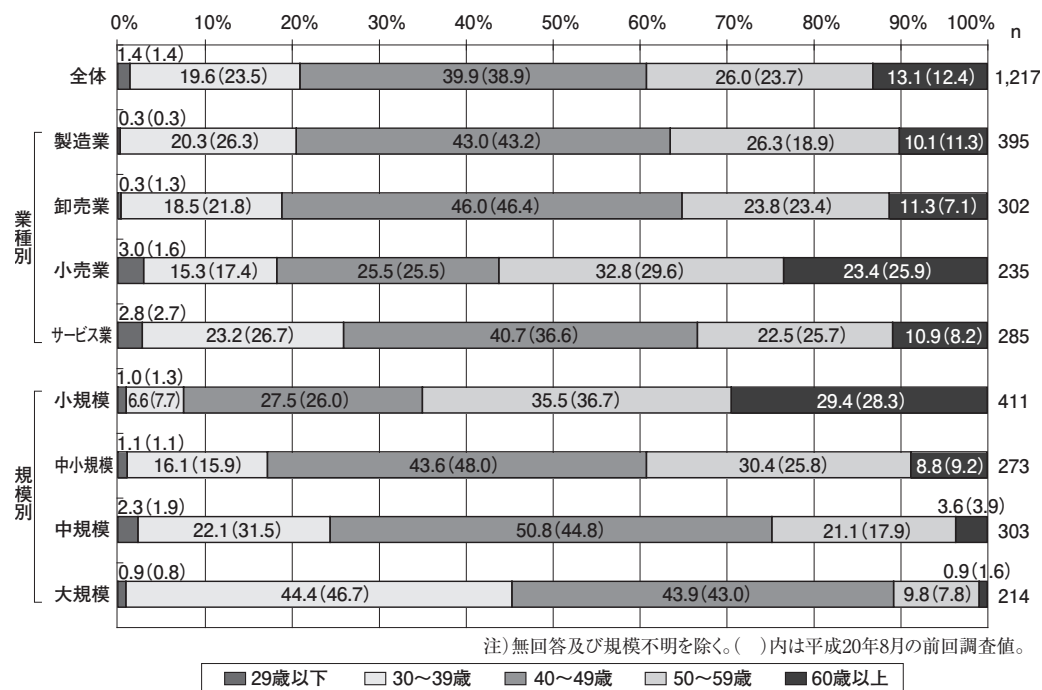 0% 10% 20% 30% 40% 50% 60% 70% 80% 90% 100% n
1.4(1.4)
全体 19.6(23.5) 39.9(38.9) 26.0(23.7) 13.1(12.4) 1,217
0.3(0.3)
製造業 20.3(26.3) 43.0(43.2) 26.3(18.9) 10.1(11.3) 395
0.3(1.3)
卸売業 18.5(21.8) 46.0(46.4) 23.8(23.4) 11.3(7.1) 302
業種別
3.0(1.6)
小売業 15.3(17.4) 25.5(25.5) 32.8(29.6) 23.4(25.9) 235
2.8(2.7)
サービス業 23.2(26.7) 40.7(36.6) 22.5(25.7) 10.9(8.2) 285
1.0(1.3)
小規模 6.6(7.7) 27.5(26.0) 35.5(36.7) 29.4(28.3) 411
1.1(1.1)
中小規模 16.1(15.9) 43.6(48.0) 30.4(25.8) 8.8(9.2) 273
規模別
2.3(1.9) 3.6(3.9)
中規模 22.1(31.5) 50.8(44.8) 21.1(17.9) 303
0.9(0.8) 0.9(1.6)
大規模 44.4(46.7) 43.9(43.0) 9.8(7.8) 214
注)無回答及び規模不明を除く。( )内は平成20年8月の前回調査値。
29歳以下 30〜39歳 40〜49歳 50〜59歳 60歳以上